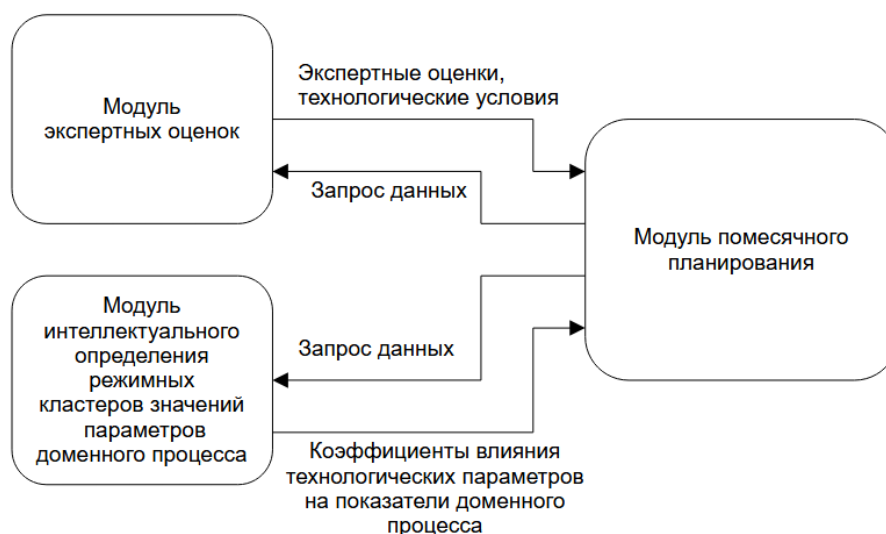 Модуль
экспертных оценок
Экспертные оценки,
технологические условия
Запрос данных
Модуль помесячного
планирования
Модуль
интеллектуального
определения
режимных
кластеров значений
параметров
доменного процесса
Запрос данных
Коэффициенты влияния
технологических параметров
на показатели доменного
процесса